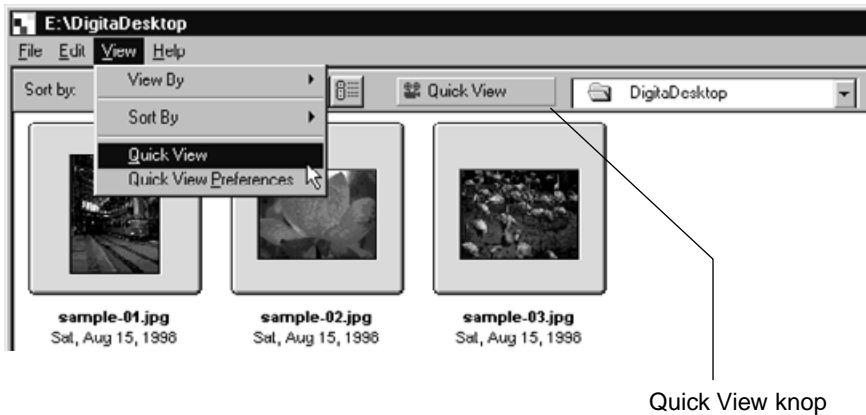 E:\DigitaDesktop
File Edit View Help
Sort by: Quick View DigitaDesktop
View By
Sort By
Quick View
Quick View Preferences
sample-01.jpg sample-02.jpg sample-03.jpg
Sat, Aug 15, 1998 Sat, Aug 15, 1998 Sat, Aug 15, 1998
Quick View knop